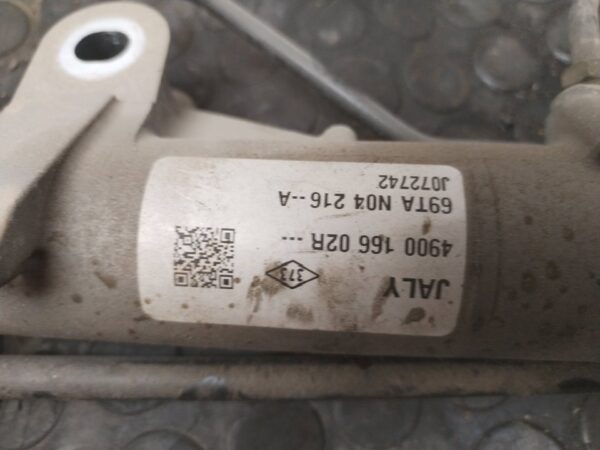 JALY
373
4900 166 02R ---
69TA N04 216--A
J072742